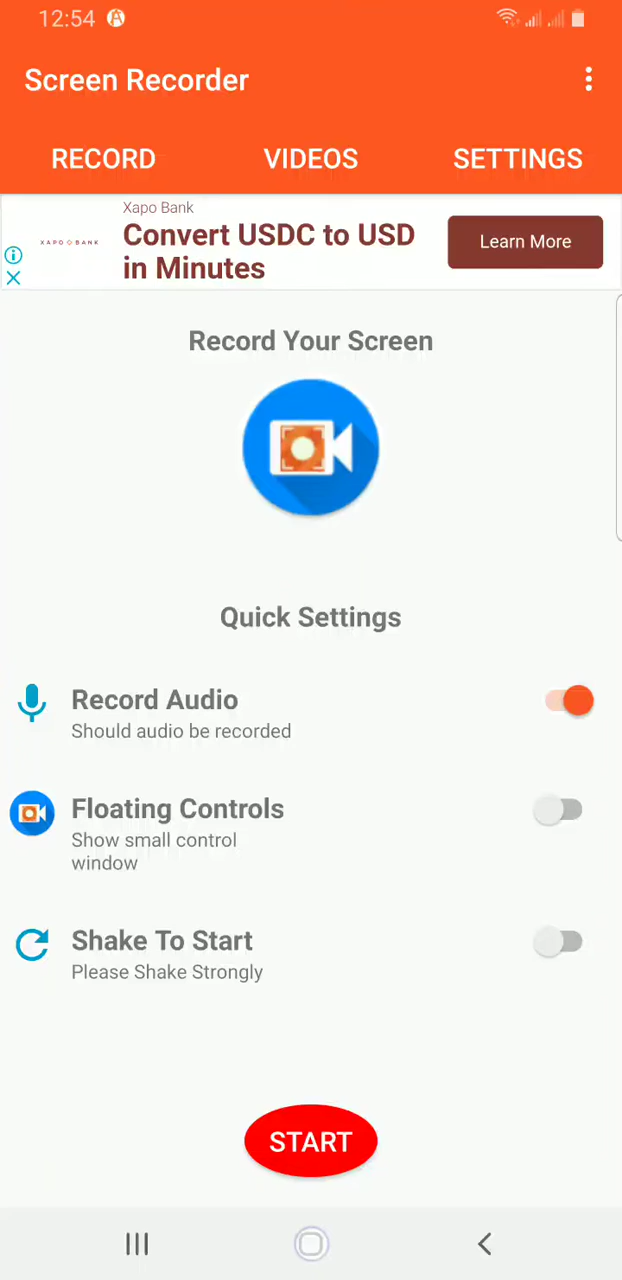 12:54
Screen Recorder
RECORD VIDEOS SETTINGS
Xapo Bank
XAPO BANK
Convert USDC to USD
in Minutes
Learn More
Record Your Screen
Quick Settings
Record Audio
Should audio be recorded
Floating Controls
Show small control
window
Shake To Start
Please Shake Strongly
START